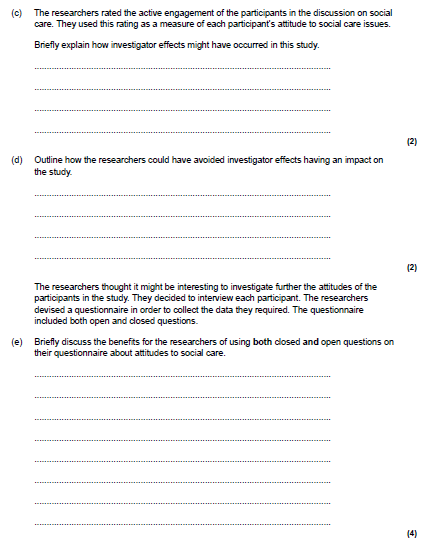 (c) The researchers rated the active engagement of the participants in the discussion on social
care. They used this rating as a measure of each participant's attitude to social care issues.
Briefly explain how investigator effects might have occurred in this study.
(2)
(d) Outline how the researchers could have avoided investigator effects having an impact on
the study.
(2)
The researchers thought it might be interesting to investigate further the attitudes of the
participants in the study. They decided to interview each participant. The researchers
devised a questionnaire in order to collect the data they required. The questionnaire
included both open and closed questions.
(e) Briefly discuss the benefits for the researchers of using both closed and open questions on
their questionnaire about attitudes to social care.
(4)